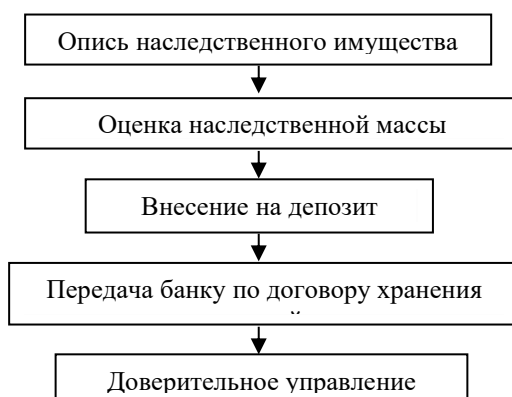 Опись наследственного имущества
Оценка наследственной массы
Внесение на депозит
Передача банку по договору хранения
Доверительное управление